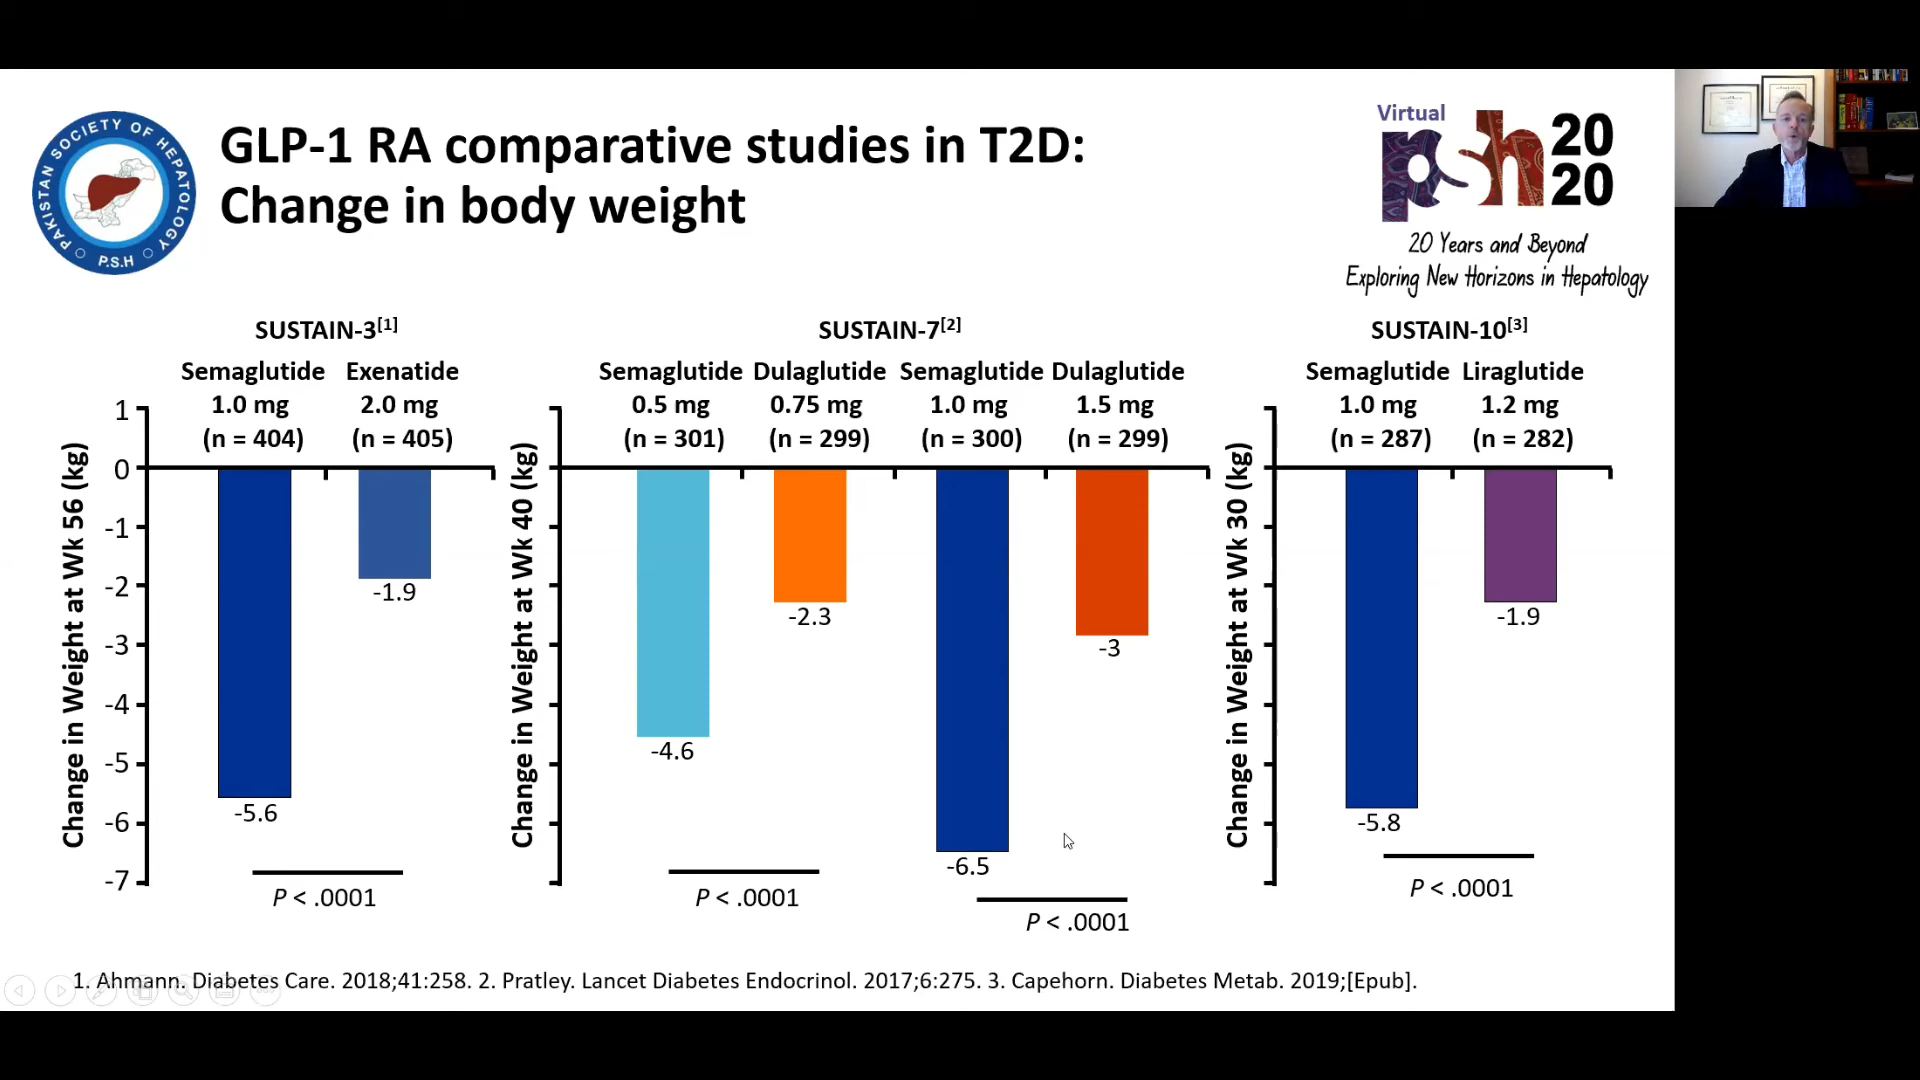 PAKISTAN SOCIETY OF HEPATOLOGY
P.S.H
GLP-1 RA comparative studies in T2D:
Change in body weight
Virtual
psh 2020
20 Years and Beyond
Exploring New Horizons in Hepatology
SUSTAIN-3[1]
Semaglutide Exenatide
1.0 mg 2.0 mg
(n = 404) (n = 405)
Change in Weight at Wk 56 (kg)
1
0
-1
-2
-3
-4
-5
-6
-7
-5.6
-1.9
P < .0001
SUSTAIN-7[2]
Semaglutide Dulaglutide Semaglutide Dulaglutide
0.5 mg 0.75 mg 1.0 mg 1.5 mg
(n = 301) (n = 299) (n = 300) (n = 299)
Change in Weight at Wk 40 (kg)
-4.6
-2.3
-6.5
-3
P < .0001
P < .0001
SUSTAIN-10[3]
Semaglutide Liraglutide
1.0 mg 1.2 mg
(n = 287) (n = 282)
Change in Weight at Wk 30 (kg)
-5.8
-1.9
P < .0001
1. Ahmann. Diabetes Care. 2018;41:258. 2. Pratley. Lancet Diabetes Endocrinol. 2017;6:275. 3. Capehorn. Diabetes Metab. 2019;[Epub].